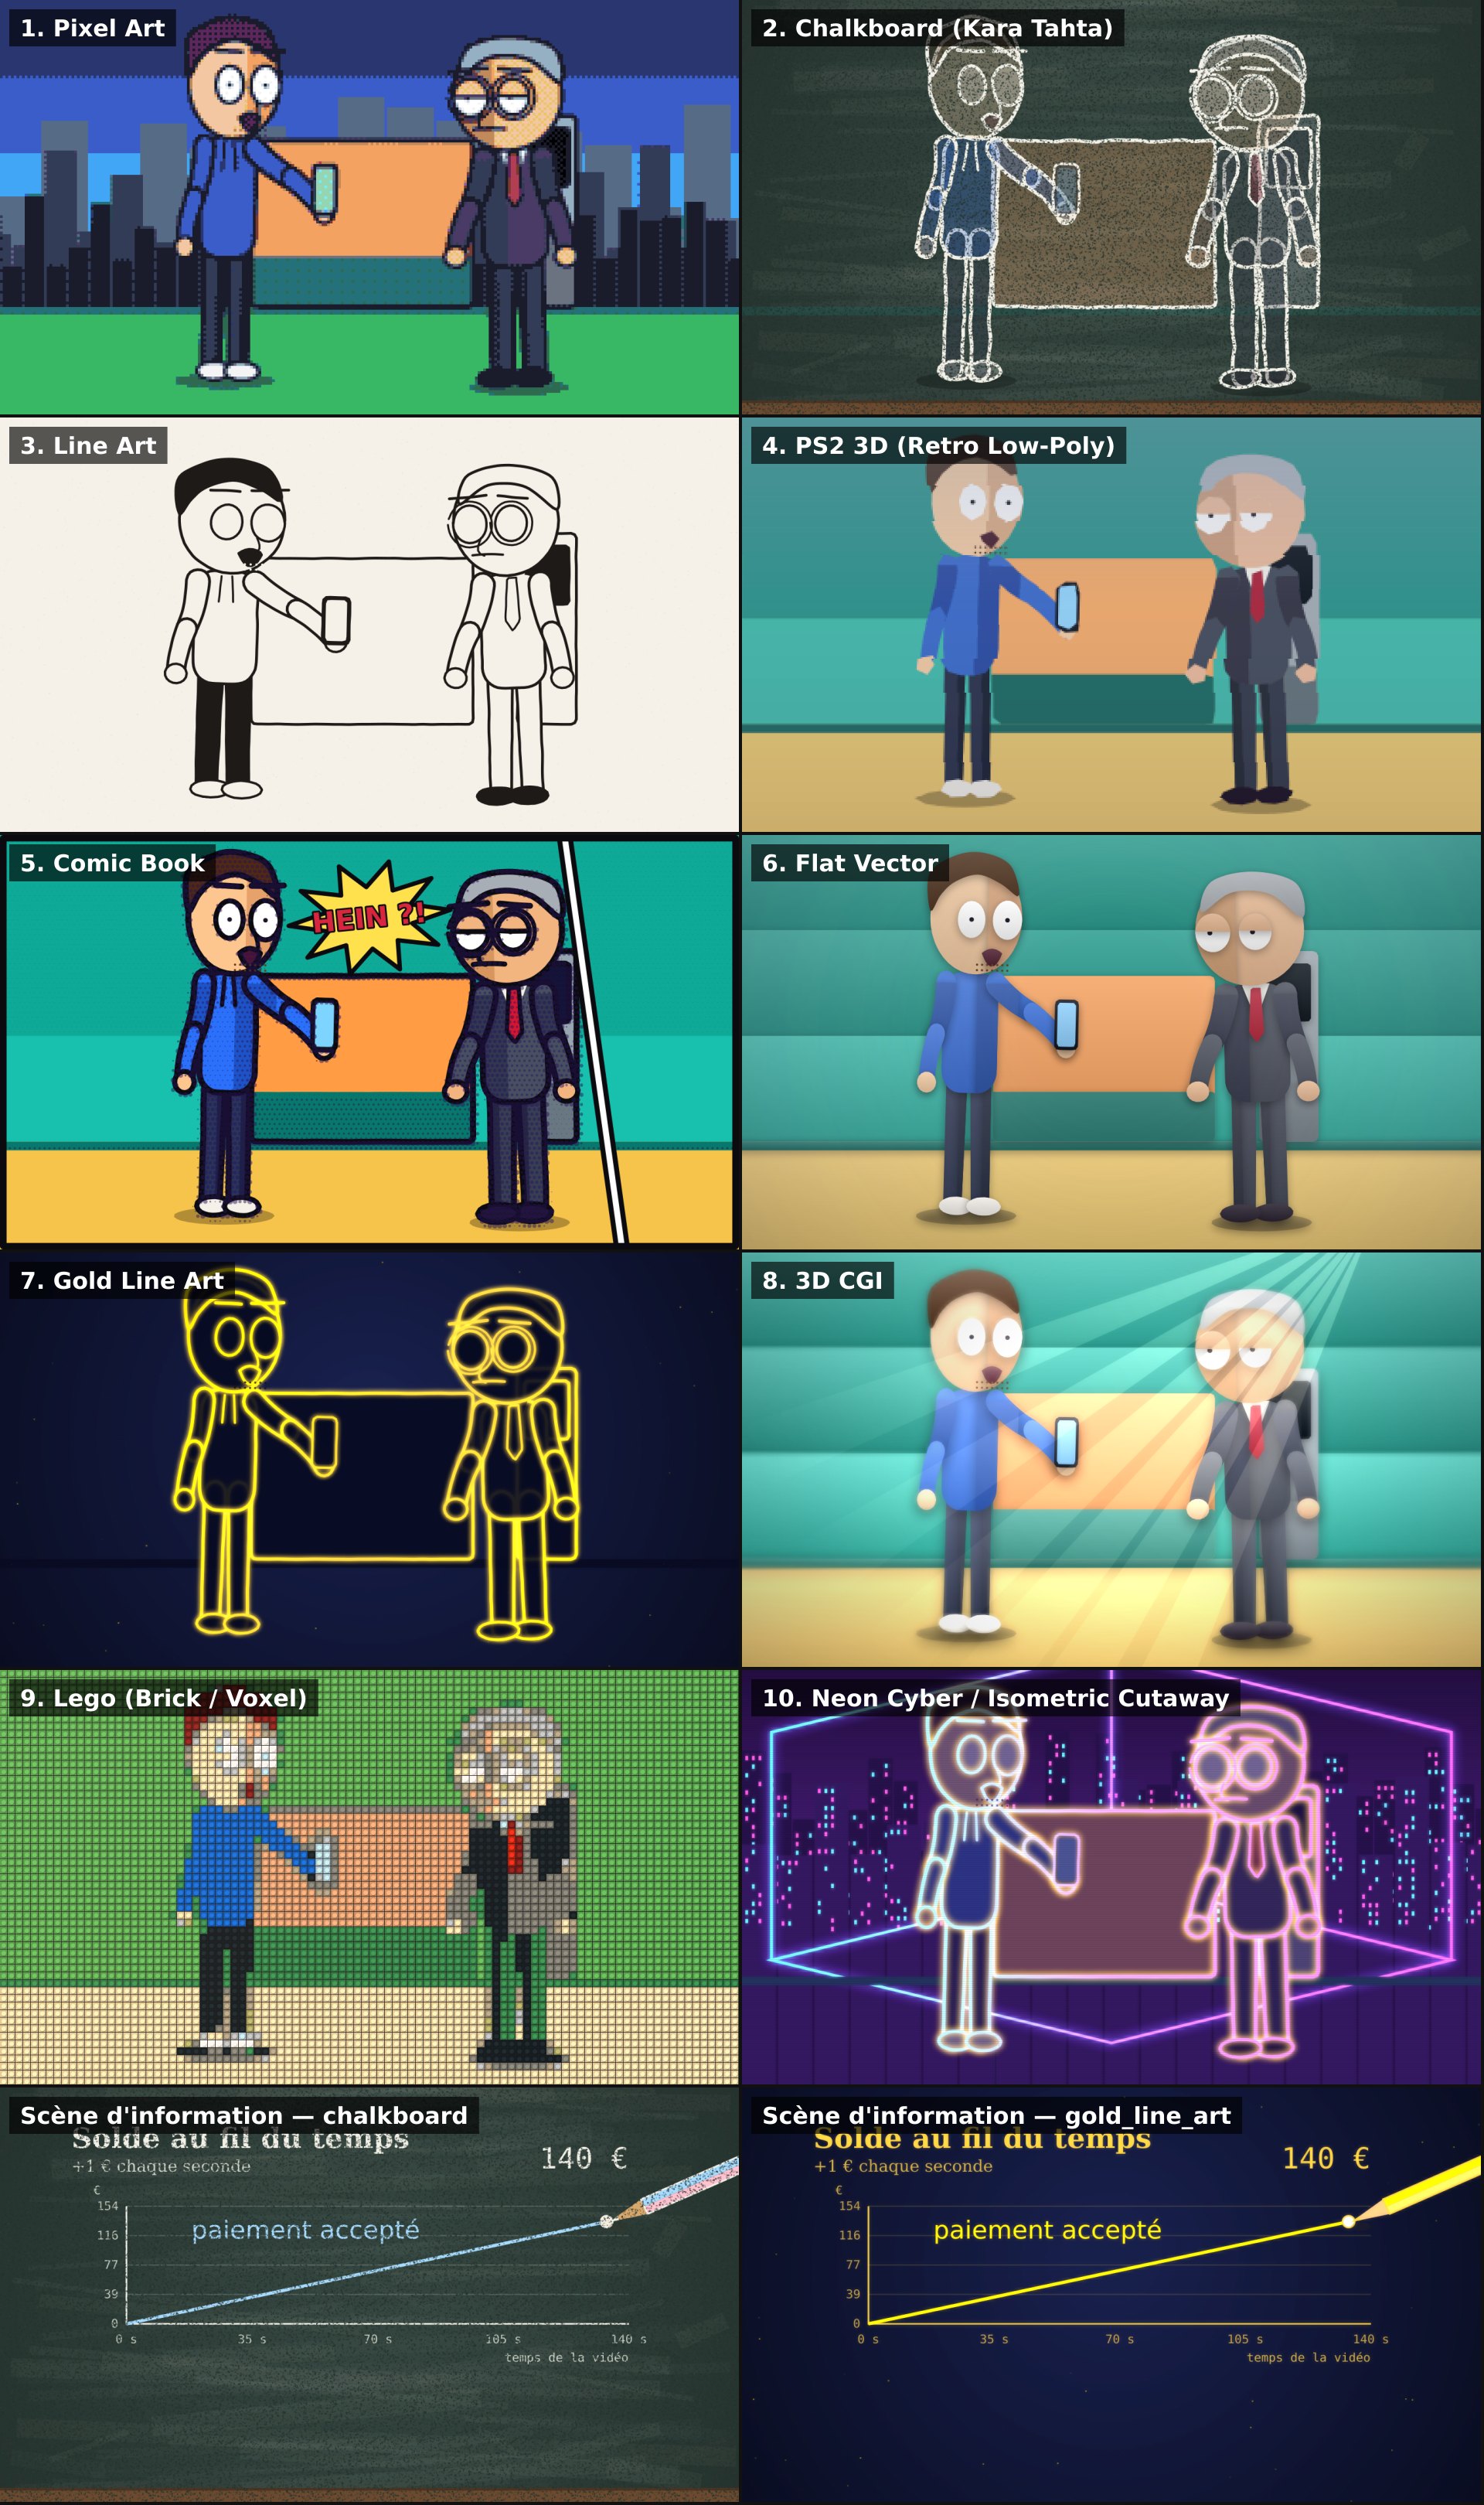 1. Pixel Art
2. Chalkboard (Kara Tahta)
3. Line Art
4. PS2 3D (Retro Low-Poly)
5. Comic Book
HEIN ?!
6. Flat Vector
7. Gold Line Art
8. 3D CGI
9. Lego (Brick / Voxel)
10. Neon Cyber / Isometric Cutaway
Scène d'information — chalkboard
Solde au fil du temps
+1 € chaque seconde
140 €
€
154
116
77
39
0
paiement accepté
0 s 35 s 70 s 105 s 140 s
temps de la vidéo
Scène d'information — gold_line_art
Solde au fil du temps
+1 € chaque seconde
140 €
€
154
116
77
39
0
paiement accepté
0 s 35 s 70 s 105 s 140 s
temps de la vidéo